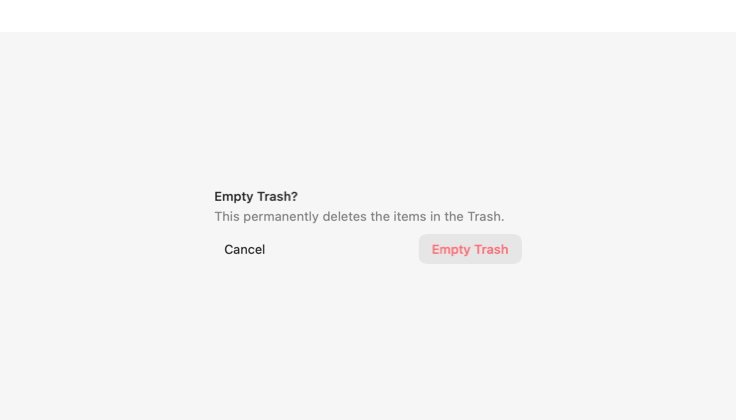 Empty Trash?
This permanently deletes the items in the Trash.
Cancel
Empty Trash